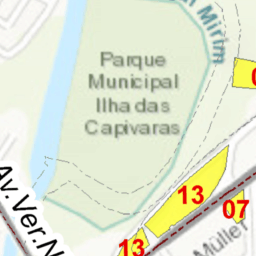 Mirim
Parque
Municipal
Ilha das
Capivaras
Av. Ver. N
13
07
13
Müller